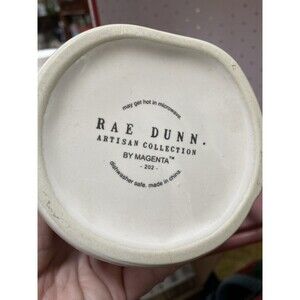 may get hot in microwave.
RAE DUNN.
ARTISAN COLLECTION
BY MAGENTA™
- 202 -
dishwasher safe. made in china.